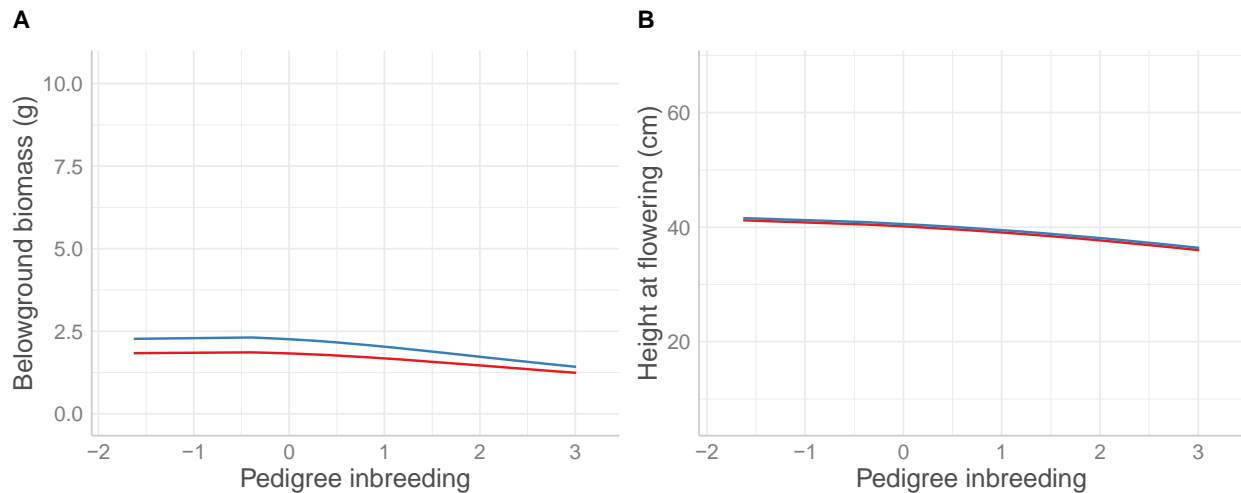 A
Belowground biomass (g)
10.0
7.5
5.0
2.5
0.0
−2 −1 0 1 2 3
Pedigree inbreeding
B
Height at flowering (cm)
60
40
20
−2 −1 0 1 2 3
Pedigree inbreeding